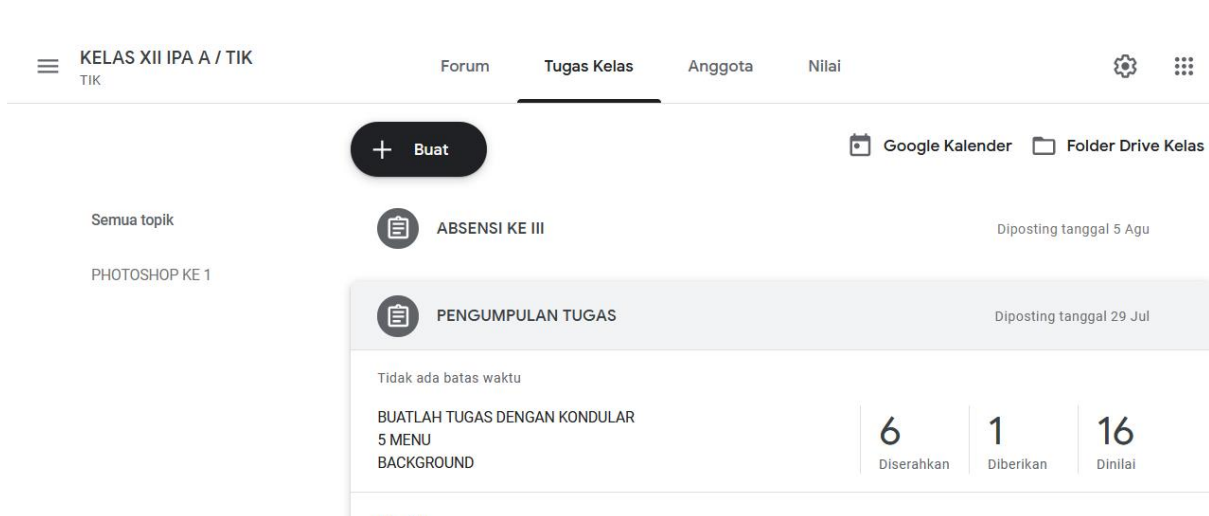 KELAS XII IPA A / TIK
TIK
Forum
Tugas Kelas
Anggota
Nilai
Buat
Google Kalender
Folder Drive Kelas
Semua topik
PHOTOSHOP KE 1
ABSENSI KE III
Diposting tanggal 5 Agu
PENGUMPULAN TUGAS
Diposting tanggal 29 Jul
Tidak ada batas waktu
BUATLAH TUGAS DENGAN KONDULAR
5 MENU
BACKGROUND
6
Diserahkan
1
Diberikan
16
Dinilai